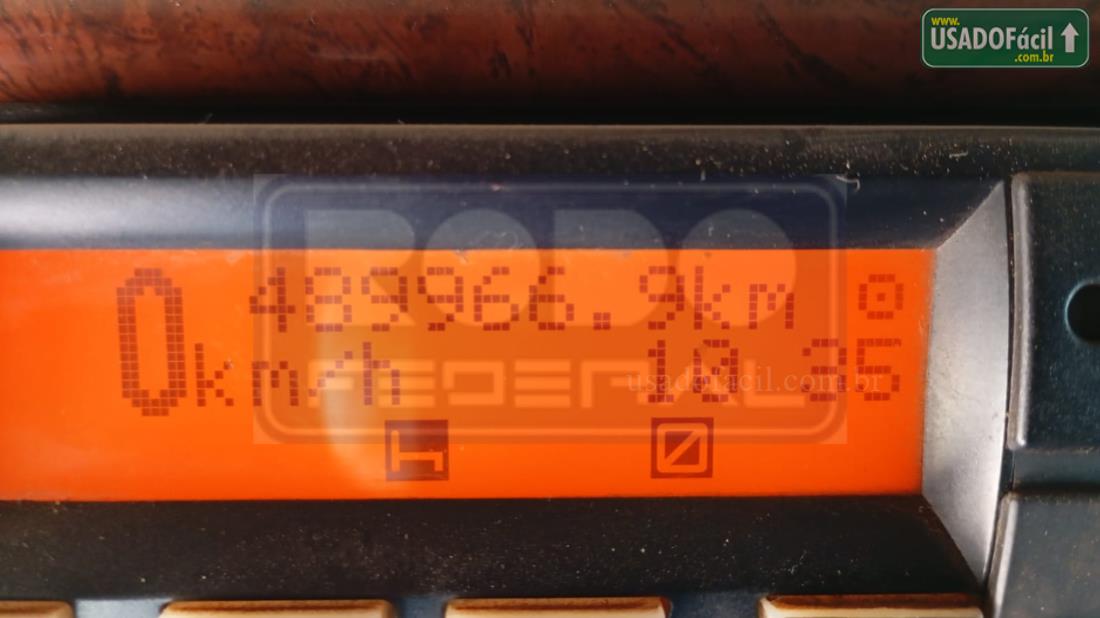 www.
USADOFácil
.com.br
RODO
FEDERAL
489966.9km
0km/h 10 35
usadofacil.com.br